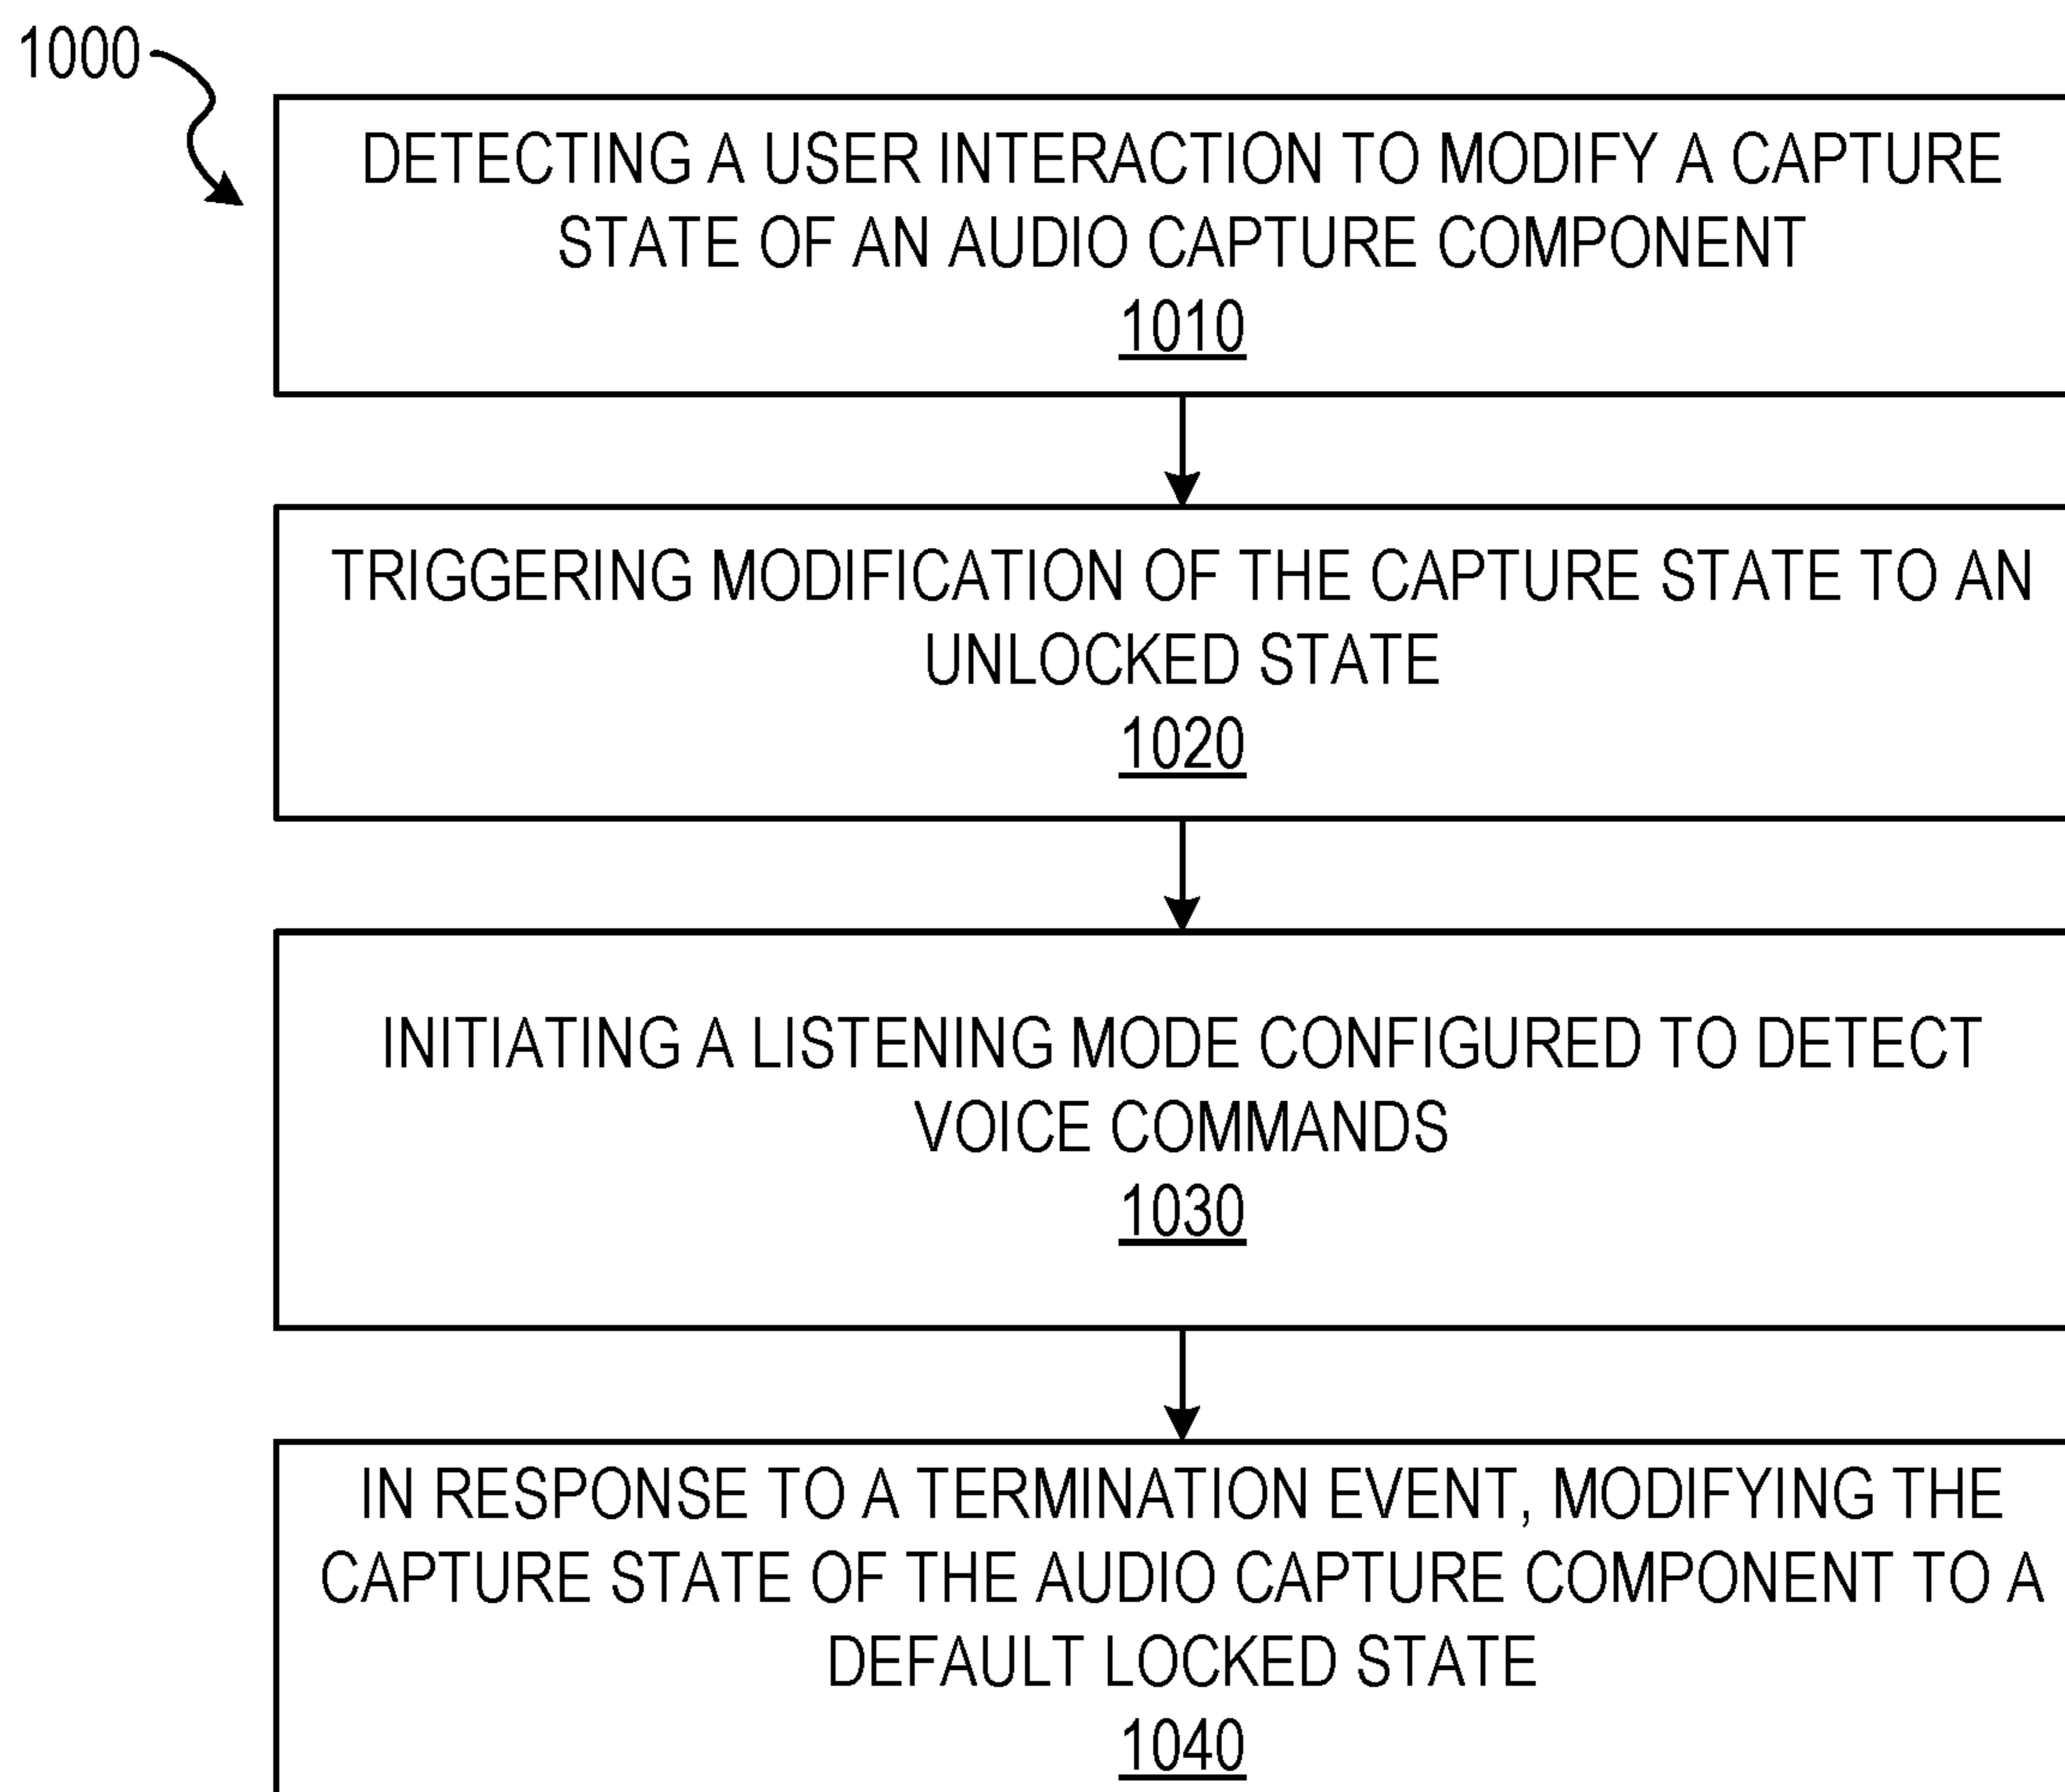 1000
DETECTING A USER INTERACTION TO MODIFY A CAPTURE
STATE OF AN AUDIO CAPTURE COMPONENT
1010
TRIGGERING MODIFICATION OF THE CAPTURE STATE TO AN
UNLOCKED STATE
1020
INITIATING A LISTENING MODE CONFIGURED TO DETECT
VOICE COMMANDS
1030
IN RESPONSE TO A TERMINATION EVENT, MODIFYING THE
CAPTURE STATE OF THE AUDIO CAPTURE COMPONENT TO A
DEFAULT LOCKED STATE
1040